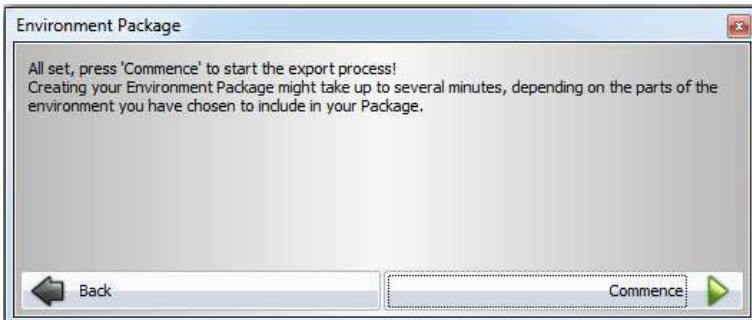 Environment Package
All set, press 'Commence' to start the export process!
Creating your Environment Package might take up to several minutes, depending on the parts of the
environment you have chosen to include in your Package.
Back
Commence